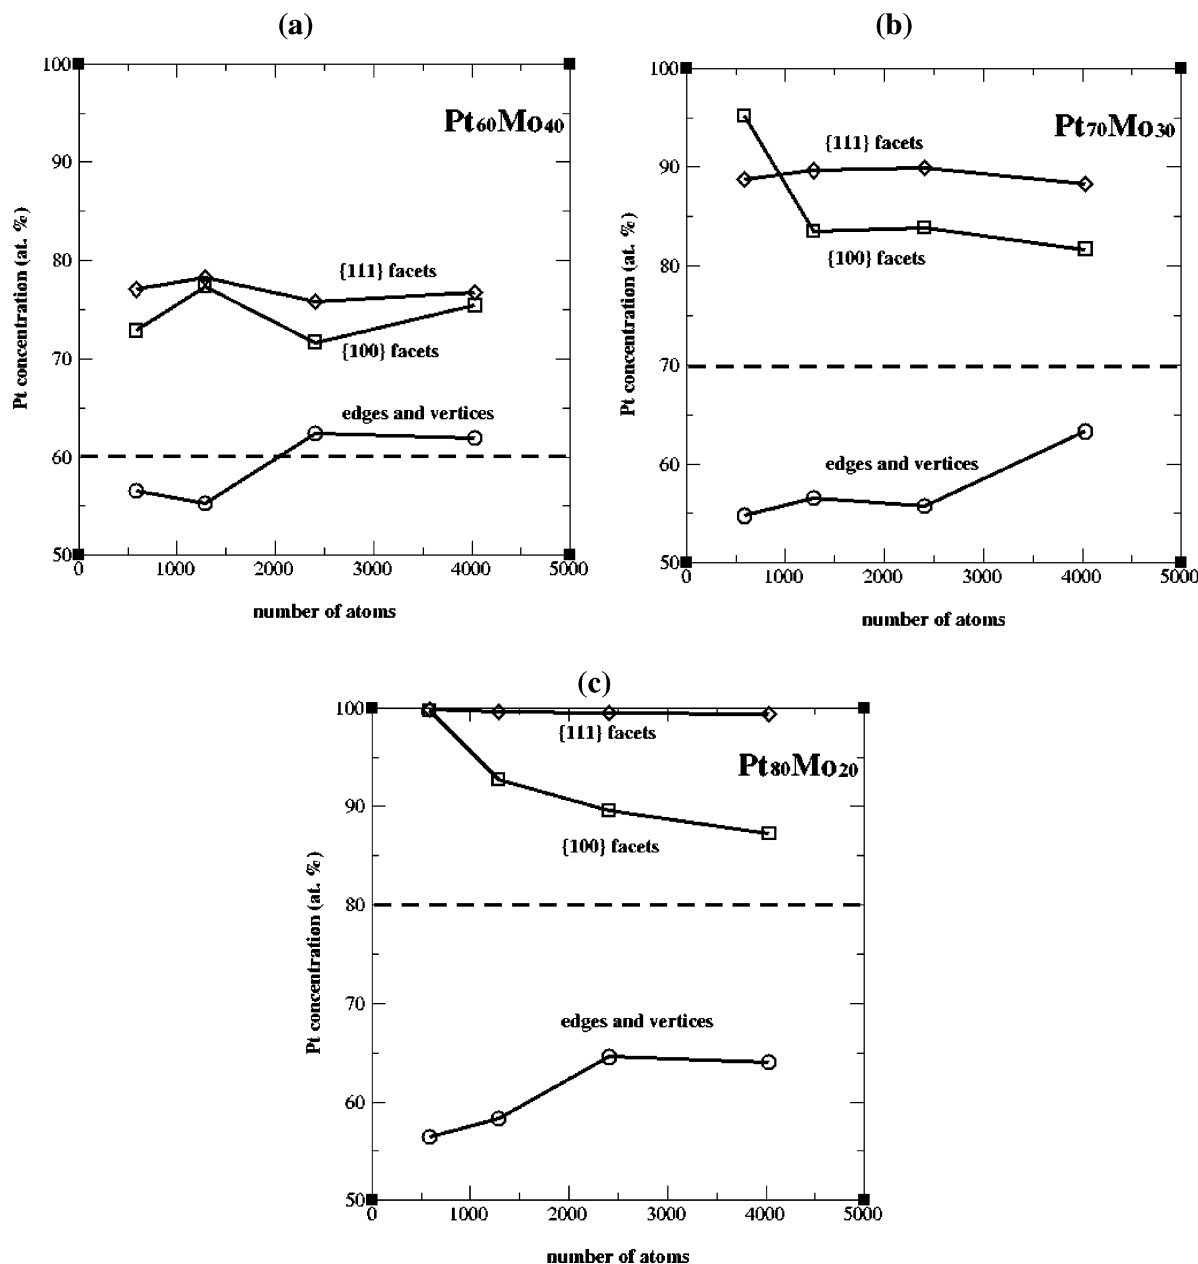 (a)
100
90
80
70
60
50
0
1000
2000
3000
4000
5000
Pt concentration (at. %)
number of atoms
Pt60Mo40
{111} facets
{100} facets
edges and vertices
(b)
100
90
80
70
60
50
0
1000
2000
3000
4000
5000
Pt concentration (at. %)
number of atoms
Pt70Mo30
{111} facets
{100} facets
edges and vertices
(c)
100
90
80
70
60
50
0
1000
2000
3000
4000
5000
Pt concentration (at. %)
number of atoms
Pt80Mo20
{111} facets
{100} facets
edges and vertices